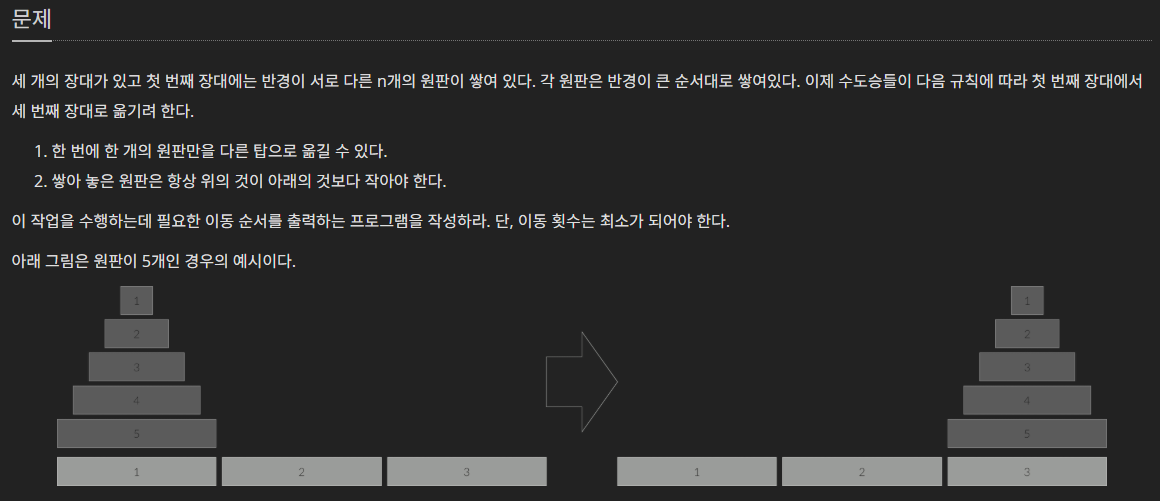 문제
세 개의 장대가 있고 첫 번째 장대에는 반경이 서로 다른 n개의 원판이 쌓여 있다. 각 원판은 반경이 큰 순서대로 쌓여있다. 이제 수도승들이 다음 규칙에 따라 첫 번째 장대에서
세 번째 장대로 옮기려 한다.
1. 한 번에 한 개의 원판만을 다른 탑으로 옮길 수 있다.
2. 쌓아 놓은 원판은 항상 위의 것이 아래의 것보다 작아야 한다.
이 작업을 수행하는데 필요한 이동 순서를 출력하는 프로그램을 작성하라. 단, 이동 횟수는 최소가 되어야 한다.
아래 그림은 원판이 5개인 경우의 예시이다.
1 1
2 2
3 3
4 4
5 5
1 2 3 1 2 3